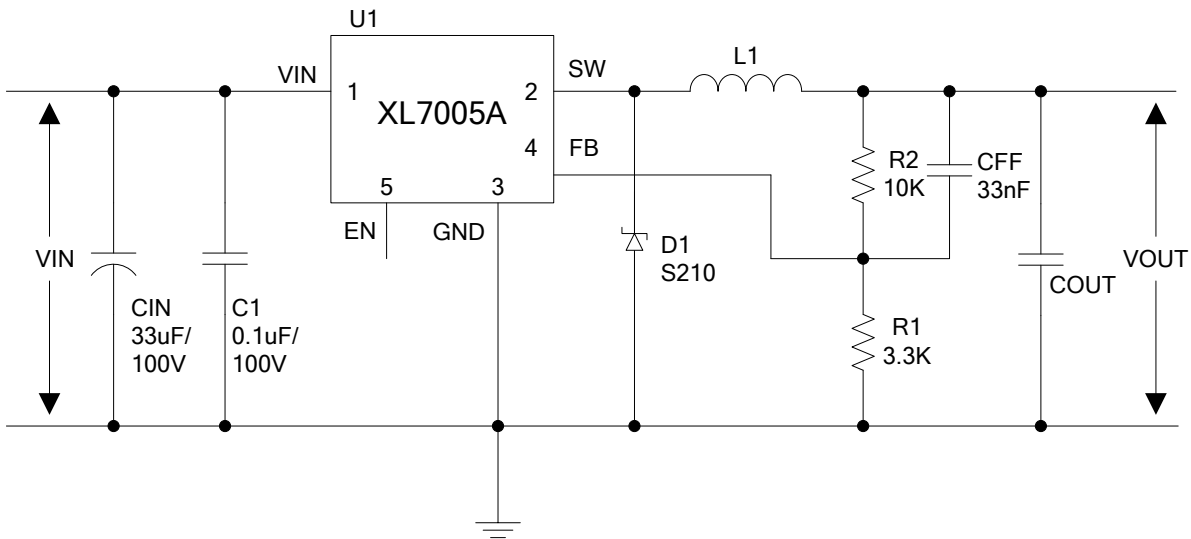 U1
VIN
1
XL7005A
2
SW
4
FB
5
3
EN
GND
L1
R2
10K
CFF
33nF
D1
S210
VIN
CIN
33uF/
100V
C1
0.1uF/
100V
R1
3.3K
COUT
VOUT